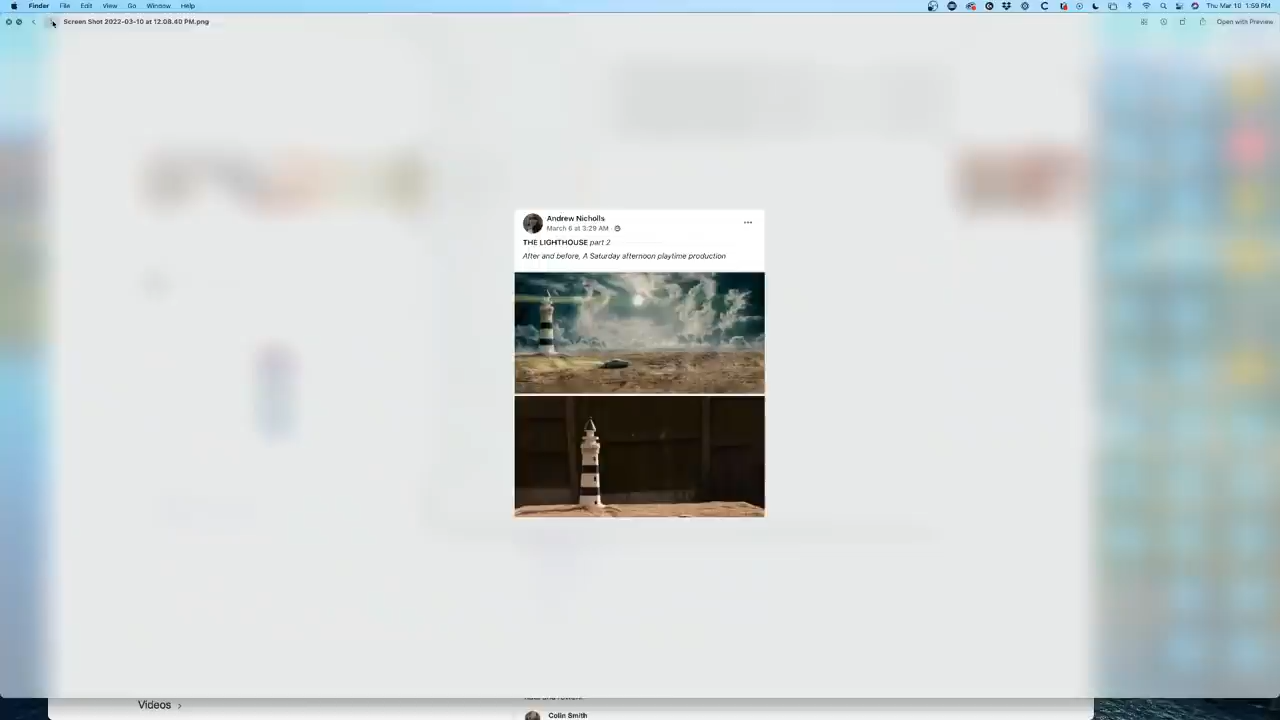 Finder File Edit View Go Window Help Thu Mar 10 1:59 PM
Screen Shot 2022-03-10 at 12.08.40 PM.png Open with Preview
Andrew Nicholls
March 6 at 3:29 AM ·
THE LIGHTHOUSE part 2
After and before, A Saturday afternoon playtime production
Videos
Colin Smith